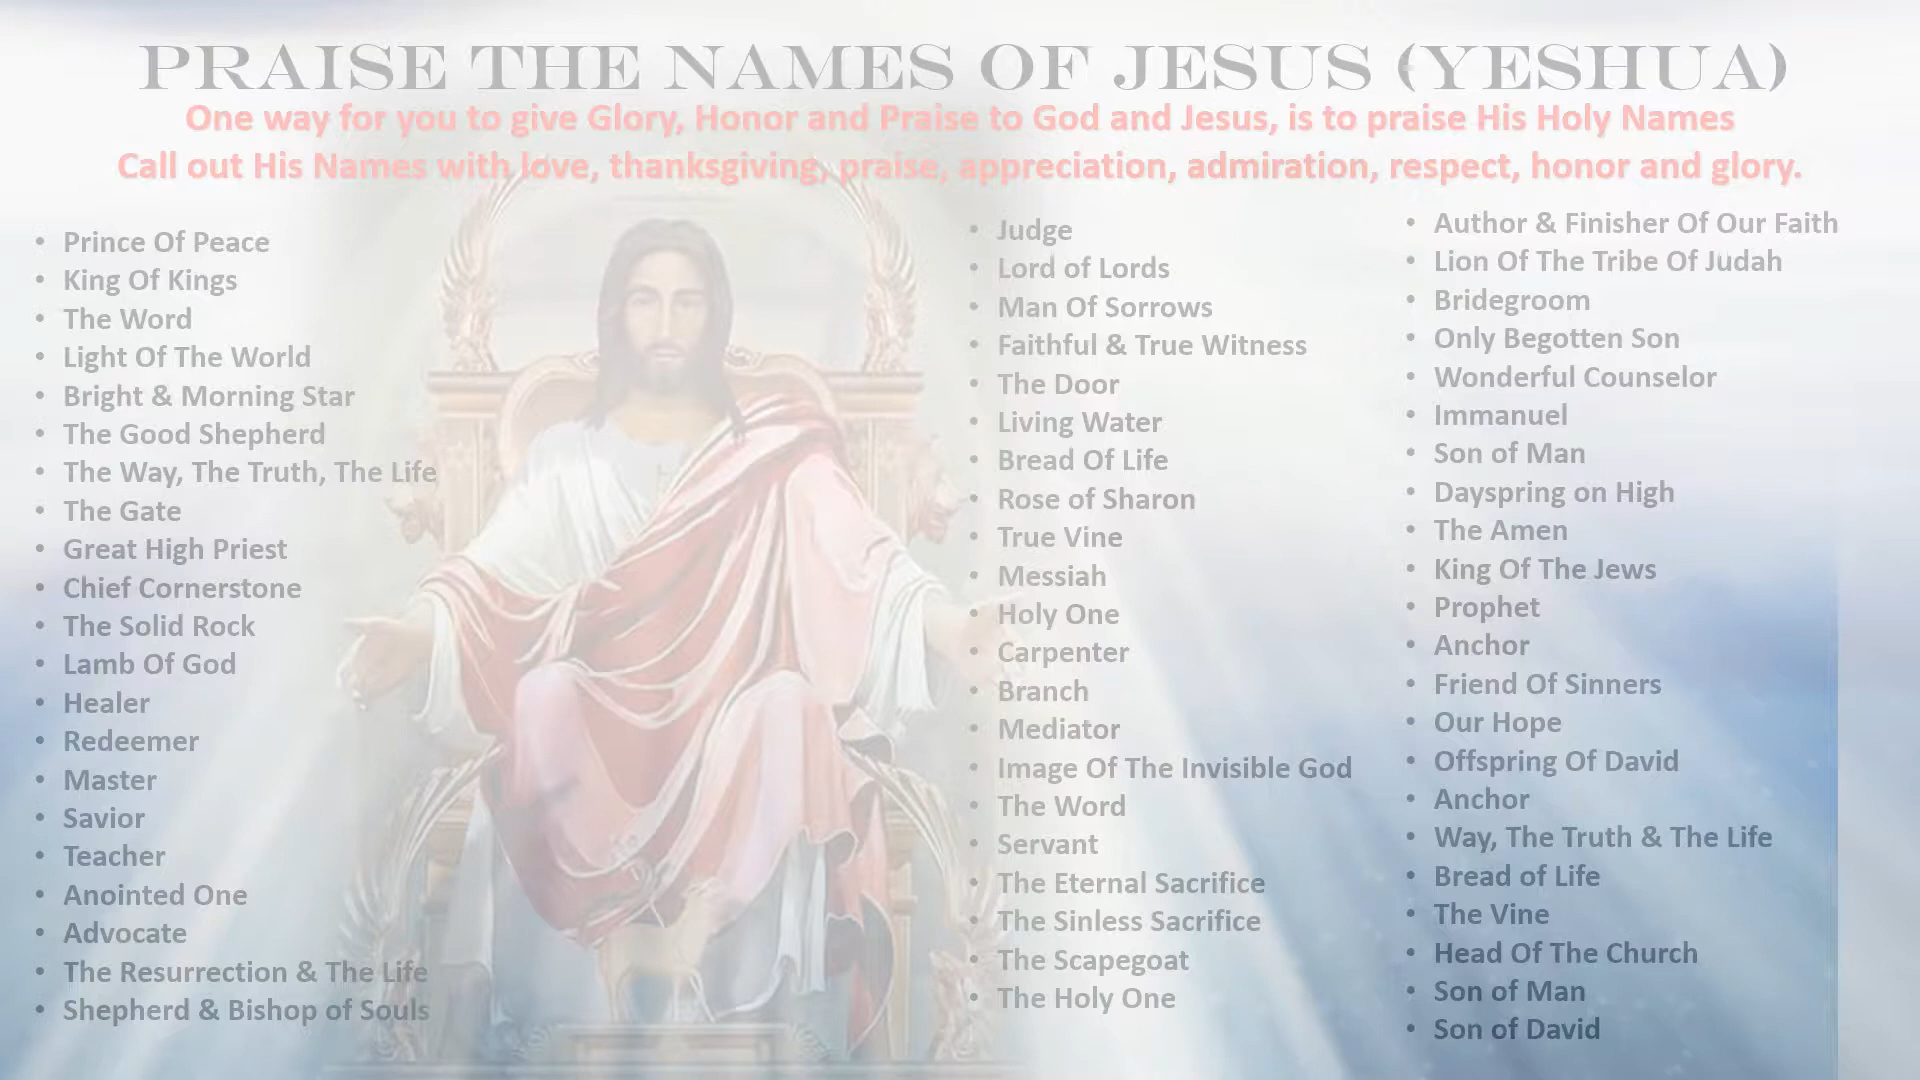 PRAISE THE NAMES OF JESUS (YESHUA)
One way for you to give Glory, Honor and Praise to God and Jesus, is to praise His Holy Names
Call out His Names with love, thanksgiving, praise, appreciation, admiration, respect, honor and glory.
• Prince Of Peace
• King Of Kings
• The Word
• Light Of The World
• Bright & Morning Star
• The Good Shepherd
• The Way, The Truth, The Life
• The Gate
• Great High Priest
• Chief Cornerstone
• The Solid Rock
• Lamb Of God
• Healer
• Redeemer
• Master
• Savior
• Teacher
• Anointed One
• Advocate
• The Resurrection & The Life
• Shepherd & Bishop of Souls
• Judge
• Lord of Lords
• Man Of Sorrows
• Faithful & True Witness
• The Door
• Living Water
• Bread Of Life
• Rose of Sharon
• True Vine
• Messiah
• Holy One
• Carpenter
• Branch
• Mediator
• Image Of The Invisible God
• The Word
• Servant
• The Eternal Sacrifice
• The Sinless Sacrifice
• The Scapegoat
• The Holy One
• Author & Finisher Of Our Faith
• Lion Of The Tribe Of Judah
• Bridegroom
• Only Begotten Son
• Wonderful Counselor
• Immanuel
• Son of Man
• Dayspring on High
• The Amen
• King Of The Jews
• Prophet
• Anchor
• Friend Of Sinners
• Our Hope
• Offspring Of David
• Anchor
• Way, The Truth & The Life
• Bread of Life
• The Vine
• Head Of The Church
• Son of Man
• Son of David